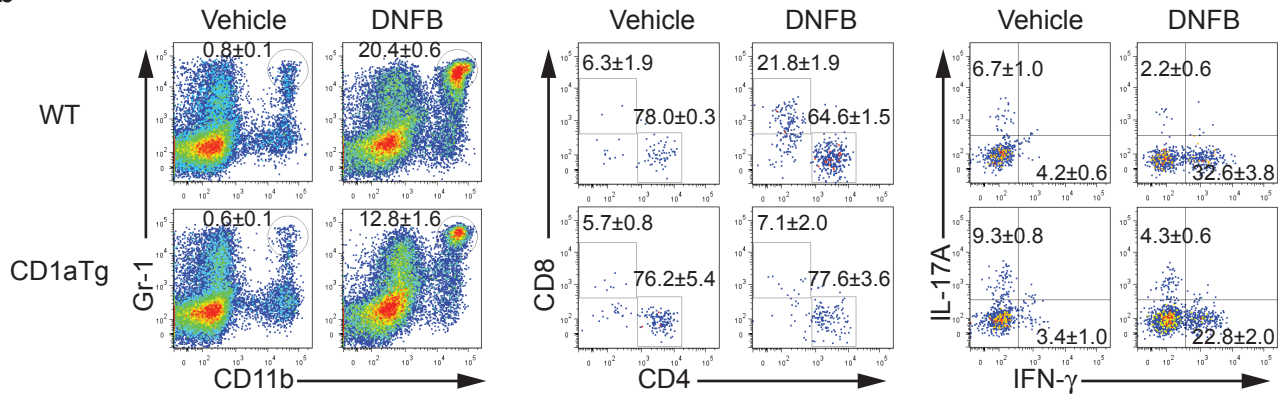 Vehicle DNFB Vehicle DNFB Vehicle DNFB
WT
0.8±0.1
20.4±0.6
6.3±1.9
78.0±0.3
21.8±1.9
64.6±1.5
6.7±1.0
4.2±0.6
2.2±0.6
32.6±3.8
CD1aTg
0.6±0.1
12.8±1.6
5.7±0.8
76.2±5.4
7.1±2.0
77.6±3.6
9.3±0.8
3.4±1.0
4.3±0.6
22.8±2.0
Gr-1
CD11b
CD8
CD4
IL-17A
IFN-γ